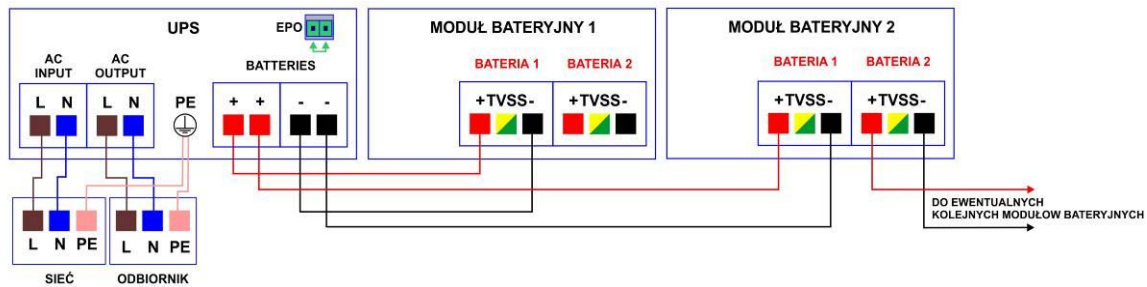 UPS
EPO
AC INPUT
AC OUTPUT
BATTERIES
L N
L N
PE
+ + - -
MODUŁ BATERYJNY 1
BATERIA 1
BATERIA 2
+TVSS-
+TVSS-
MODUŁ BATERYJNY 2
BATERIA 1
BATERIA 2
+TVSS-
+TVSS-
L N PE
L N PE
SIEĆ
ODBIORNIK
DO EWENTUALNYCH
KOLEJNYCH MODUŁOW BATERYJNYCH